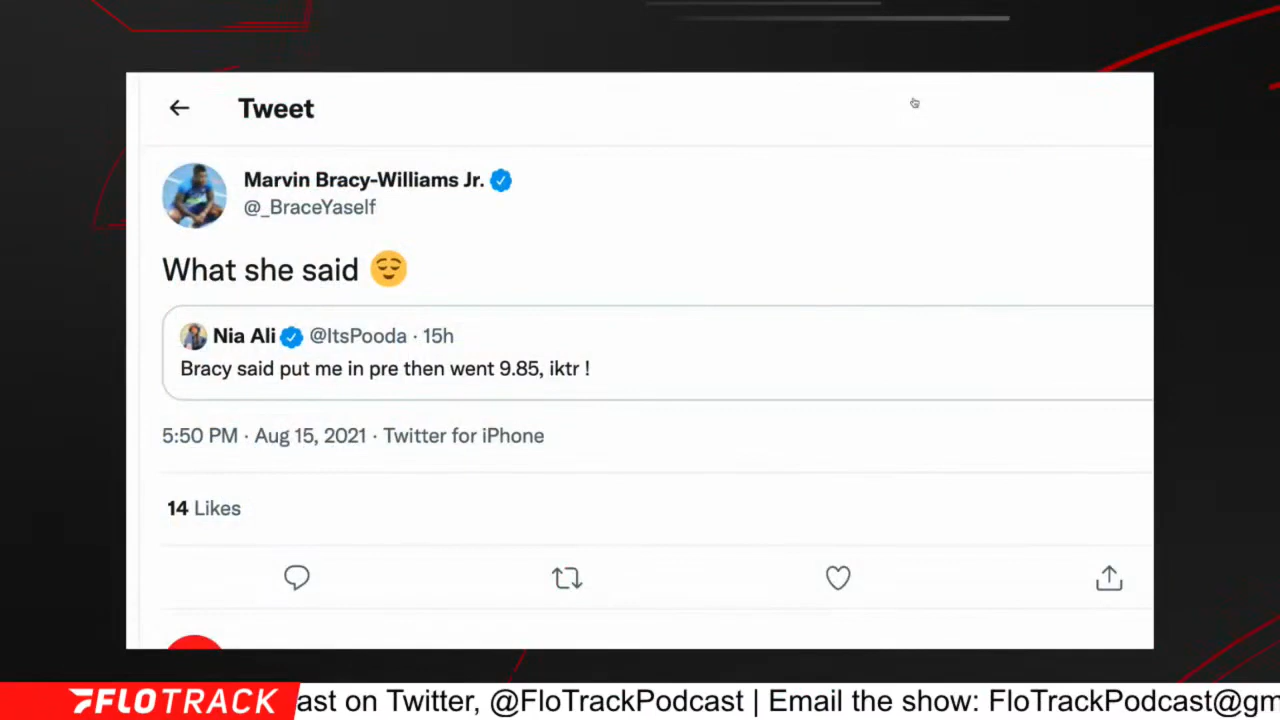 Tweet
Marvin Bracy-Williams Jr.
@_BraceYaself
What she said 😌
Nia Ali @ItsPooda · 15h
Bracy said put me in pre then went 9.85, iktr !
5:50 PM · Aug 15, 2021 · Twitter for iPhone
14 Likes
FLOTRACK ast on Twitter, @FloTrackPodcast | Email the show: FloTrackPodcast@gm